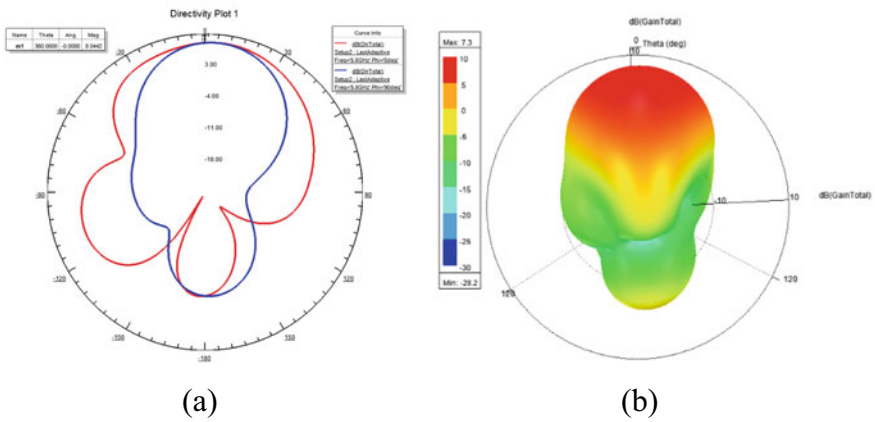 Directivity Plot 1
Name Theta Ang Mag
m1 360.0000 -0.0000 8.5442
Curve Info
dB(DirTotal)
Setup2 : LastAdaptive
dB(DirTotal)
Setup2 : LastAdaptive
-30
30
3.00
-60
60
-4.00
-11.00
-18.00
-90
90
-120
120
-150
150
-180
(a)
dB(GainTotal)
Max: 7.3
0
Theta (deg)
10
10
5
0
-5
-10
-15
-20
-25
-30
Min: -28.2
-10
10
dB(GainTotal)
120
120
(b)